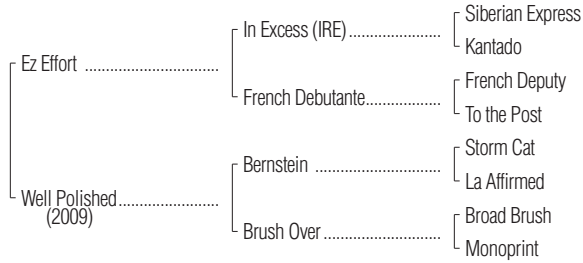 Siberian Express
In Excess (IRE)
Kantado
Ez Effort
French Deputy
French Debutante
To the Post
Storm Cat
Bernstein
La Affirmed
Well Polished
(2009)
Broad Brush
Brush Over
Monoprint